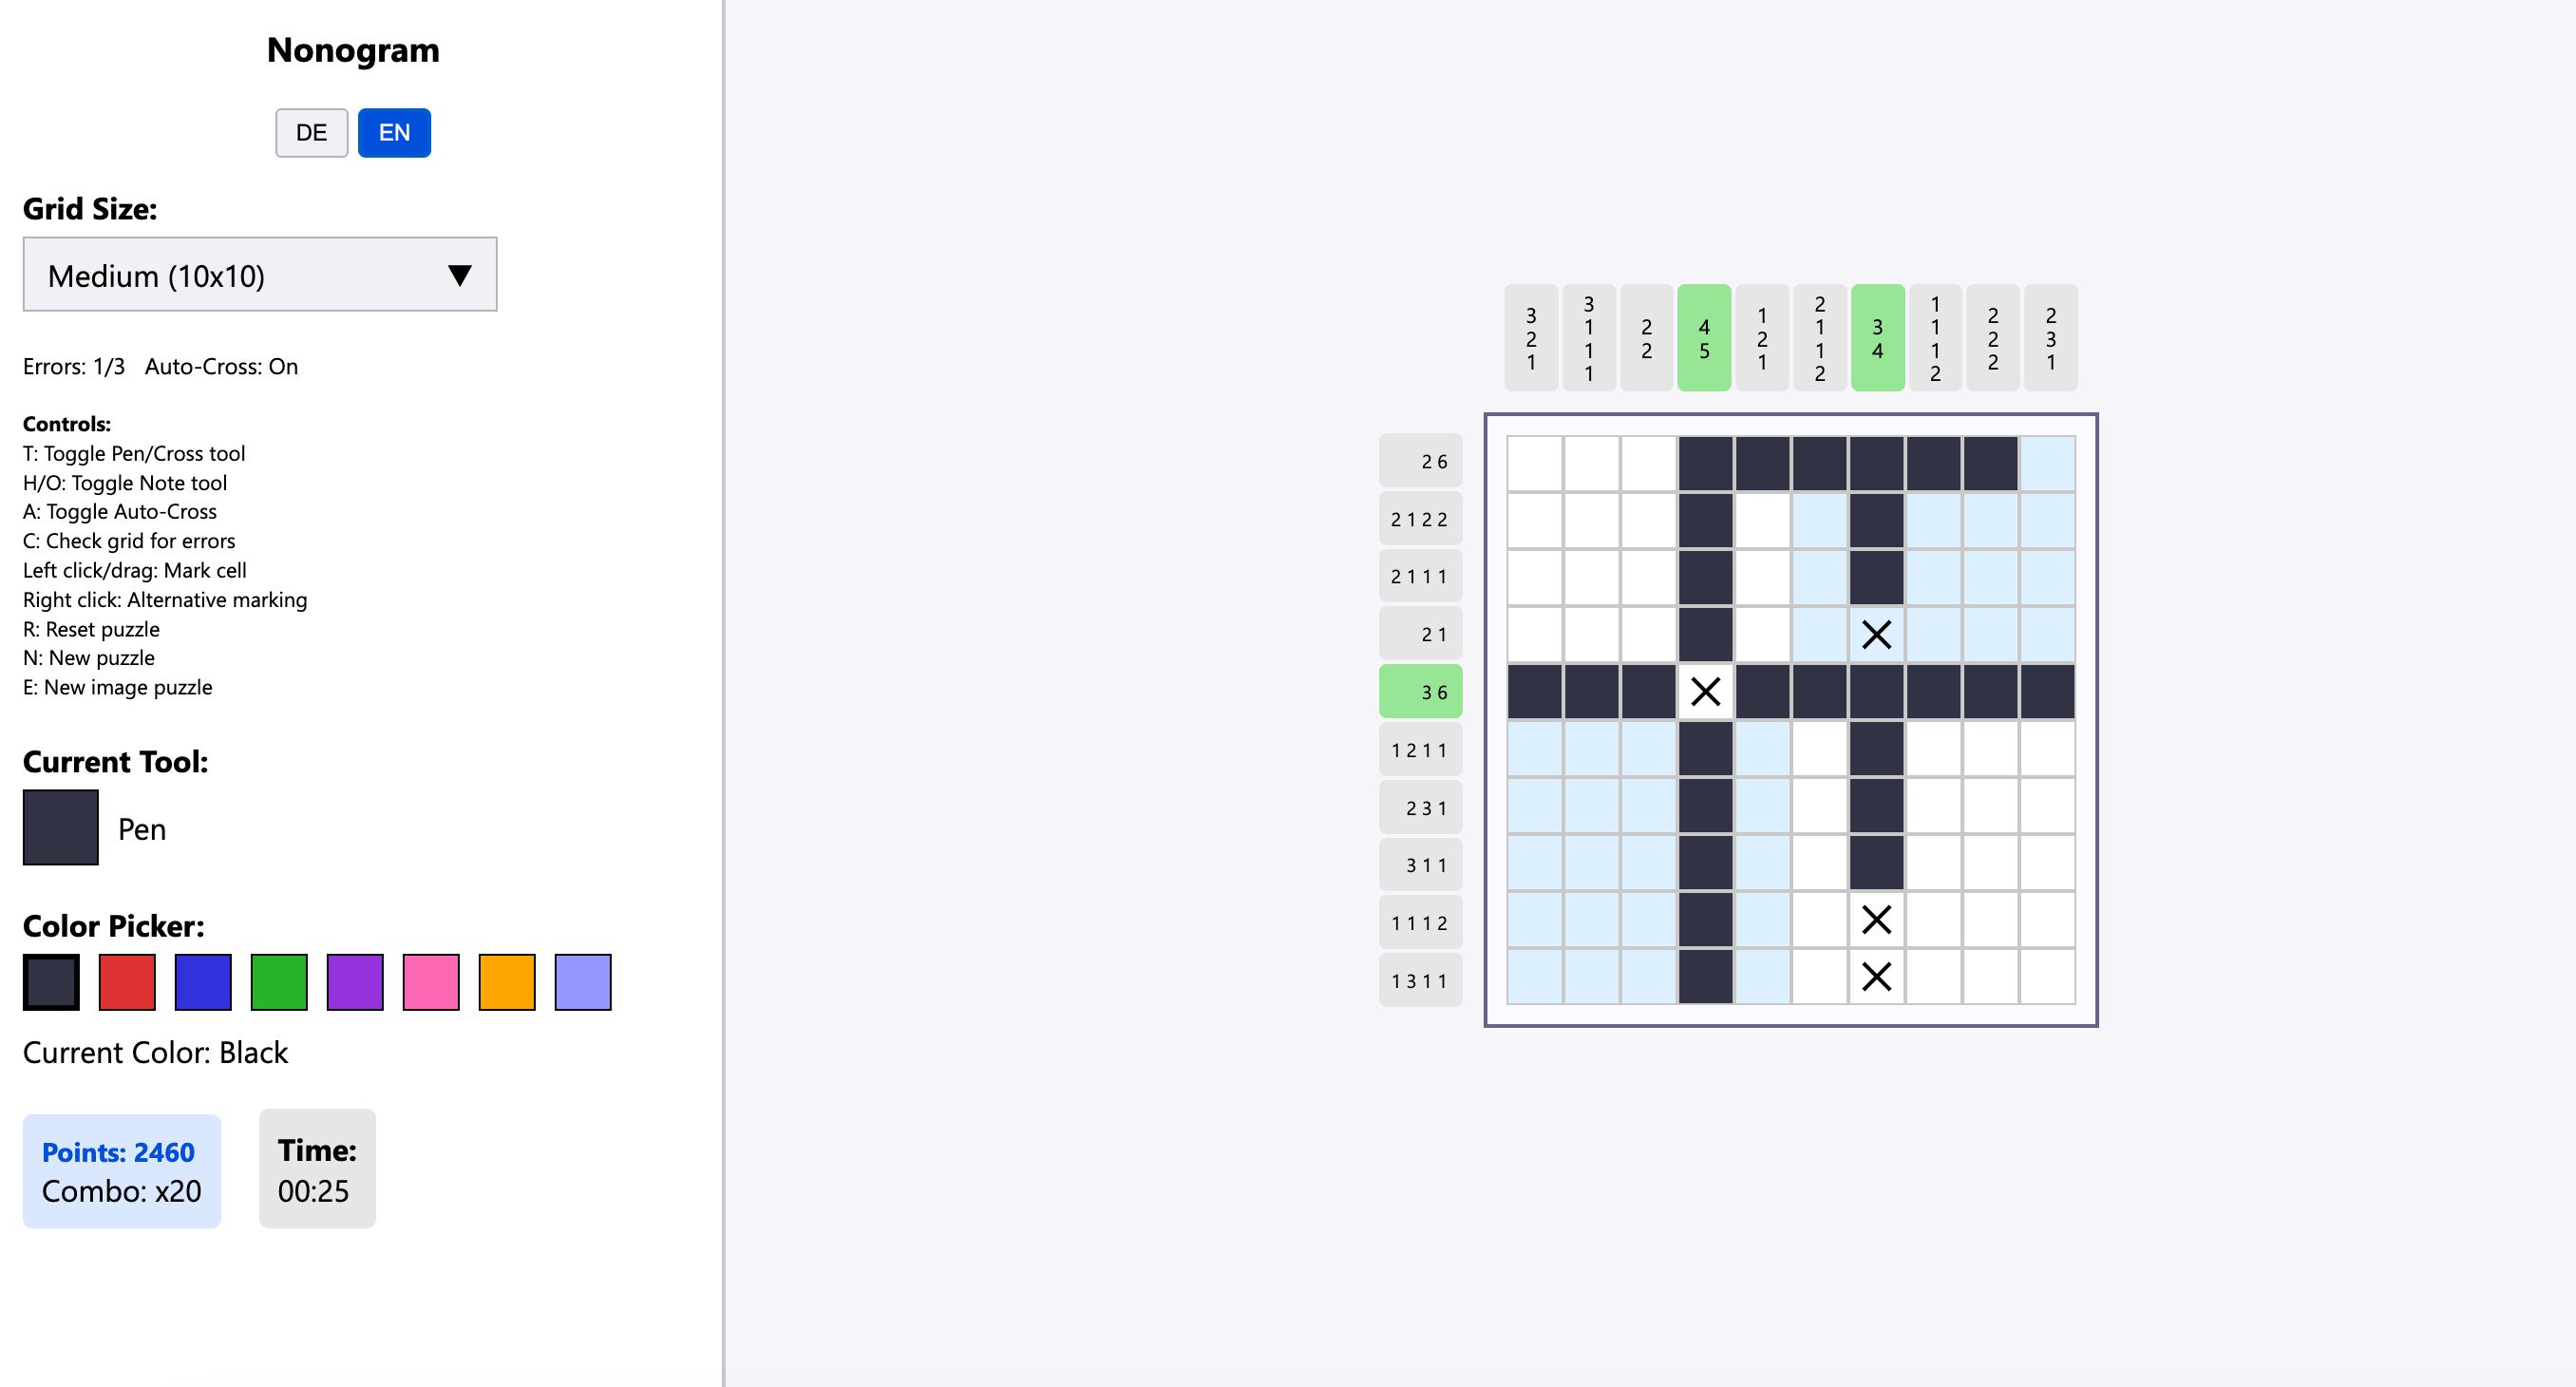 Nonogram
DE EN
Grid Size:
Medium (10x10) ▼
Errors: 1/3 Auto-Cross: On
Controls:
T: Toggle Pen/Cross tool
H/O: Toggle Note tool
A: Toggle Auto-Cross
C: Check grid for errors
Left click/drag: Mark cell
Right click: Alternative marking
R: Reset puzzle
N: New puzzle
E: New image puzzle
Current Tool:
Pen
Color Picker:
Current Color: Black
Points: 2460
Combo: x20
Time:
00:25
3 2 1
3 1 1 1
2 2
4 5
1 2 1
2 1 1 2
3 4
1 1 1 2
2 2 2
2 3 1
2 6
2 1 2 2
2 1 1 1
2 1
3 6
1 2 1 1
2 3 1
3 1 1
1 1 1 2
1 3 1 1